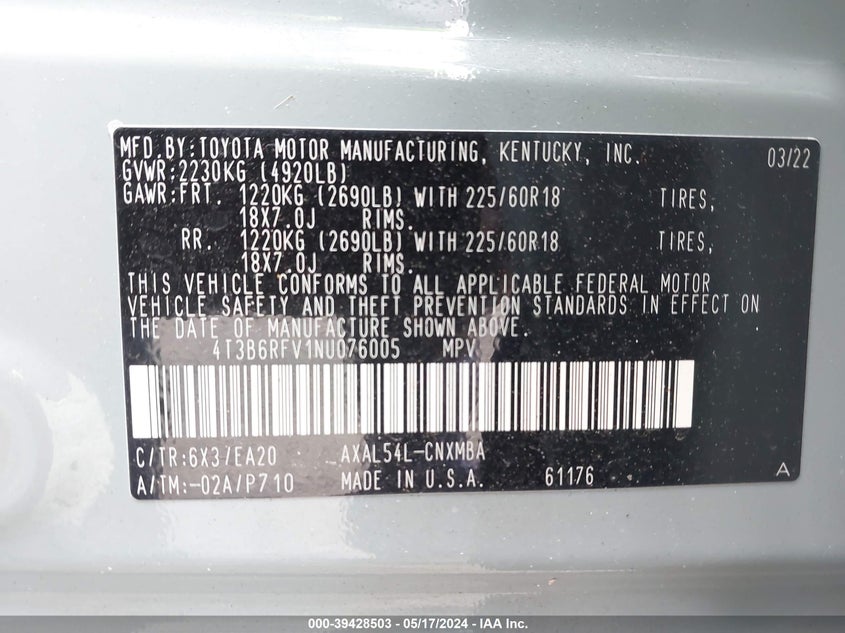 MFD.BY:TOYOTA MOTOR MANUFACTURING, KENTUCKY, INC. 03/22
GVWR:2230KG (4920LB)
GAWR:FRT. 1220KG (2690LB) WITH 225/60R18 TIRES,
18X7.0J RIMS.
RR. 1220KG (2690LB) WITH 225/60R18 TIRES,
18X7.0J RIMS.
THIS VEHICLE CONFORMS TO ALL APPLICABLE FEDERAL MOTOR
VEHICLE SAFETY AND THEFT PREVENTION STANDARDS IN EFFECT ON
THE DATE OF MANUFACTURE SHOWN ABOVE.
4T3B6RFV1NU076005 MPV
C/TR:6X37EA20 AXAL54L-CNXMBA
A/TM:-02A/P710 MADE IN U.S.A. 61176 A
000-39428503 - 05/17/2024 - IAA Inc.